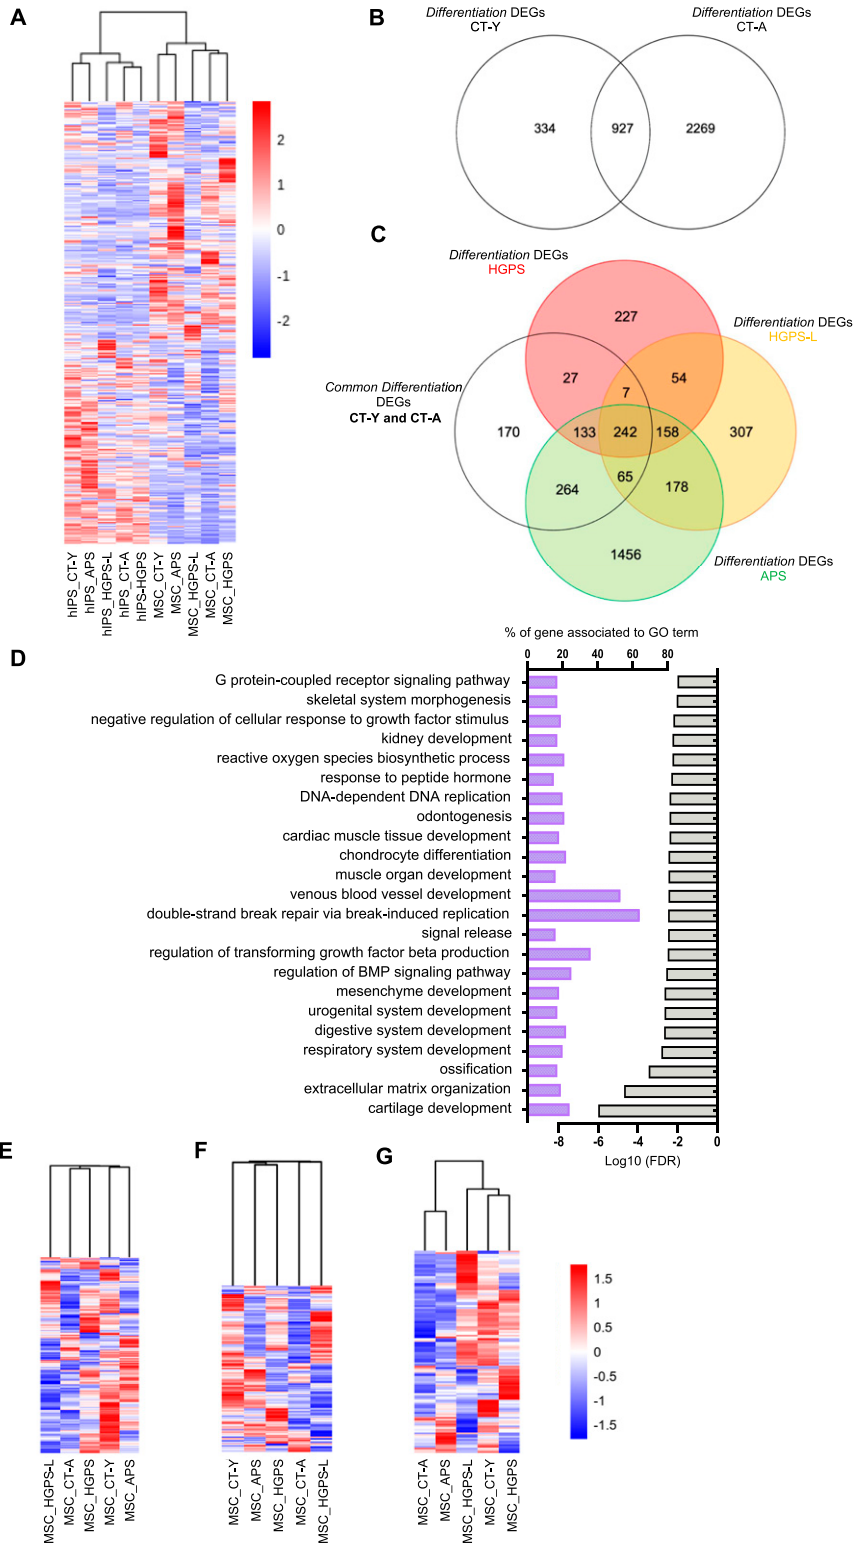 A
2
1
0
-1
-2
hIPS_CT-Y
hIPS_APS
hIPS_HGPS-L
hIPS_CT-A
hIPS-HGPS
MSC_CT-Y
MSC_APS
MSC_HGPS-L
MSC_CT-A
MSC_HGPS
B
Differentiation DEGs
CT-Y
Differentiation DEGs
CT-A
334
927
2269
C
Differentiation DEGs
HGPS
Differentiation DEGs
HGPS-L
Common Differentiation
DEGs
CT-Y and CT-A
227
27
7
54
170
133
242
158
307
65
264
178
1456
Differentiation DEGs
APS
D
% of gene associated to GO term
0 20 40 60 80
G protein-coupled receptor signaling pathway
skeletal system morphogenesis
negative regulation of cellular response to growth factor stimulus
kidney development
reactive oxygen species biosynthetic process
response to peptide hormone
DNA-dependent DNA replication
odontogenesis
cardiac muscle tissue development
chondrocyte differentiation
muscle organ development
venous blood vessel development
double-strand break repair via break-induced replication
signal release
regulation of transforming growth factor beta production
regulation of BMP signaling pathway
mesenchyme development
urogenital system development
digestive system development
respiratory system development
ossification
extracellular matrix organization
cartilage development
-8 -6 -4 -2 0
Log10 (FDR)
E
MSC_HGPS-L
MSC_CT-A
MSC_HGPS
MSC_CT-Y
MSC_APS
F
MSC_CT-Y
MSC_APS
MSC_HGPS
MSC_CT-A
MSC_HGPS-L
G
MSC_CT-A
MSC_APS
MSC_HGPS-L
MSC_CT-Y
MSC_HGPS
1.5
1
0.5
0
-0.5
-1
-1.5